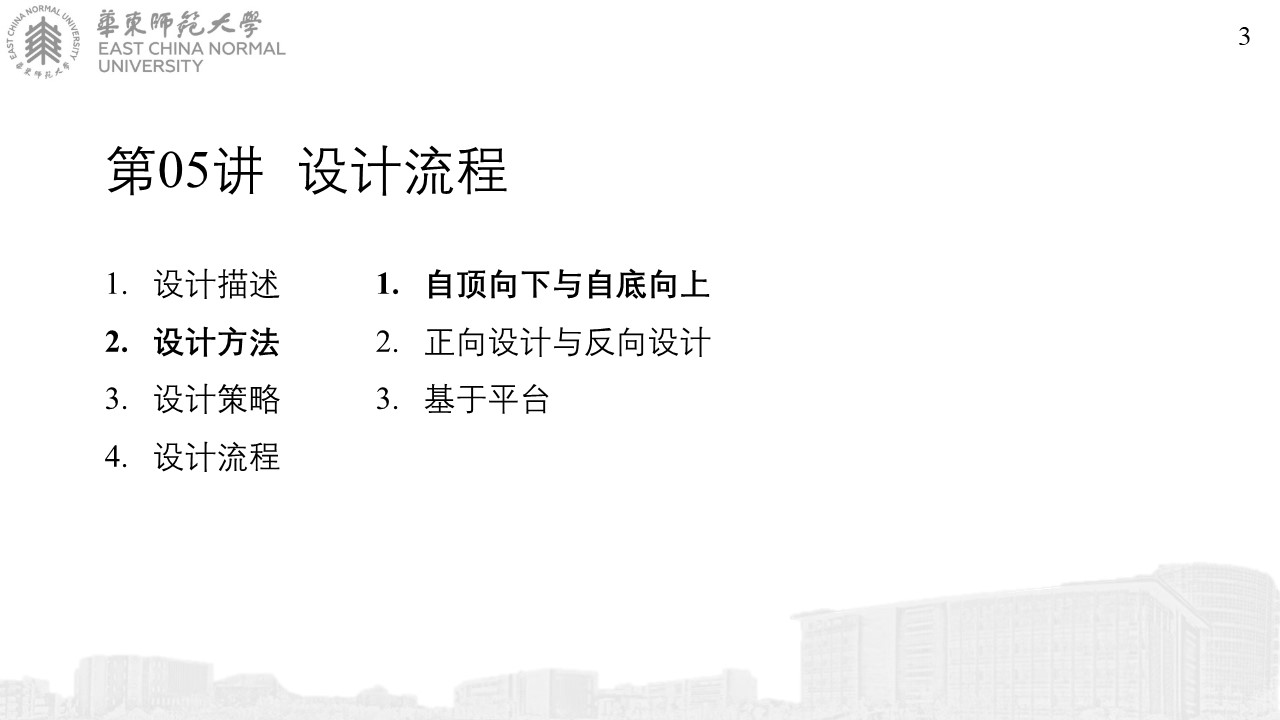 EAST CHINA NORMAL UNIVERSITY
華東師範大學
華東師範大學
EAST CHINA NORMAL
UNIVERSITY
3
第05讲 设计流程
1. 设计描述
2. 设计方法
3. 设计策略
4. 设计流程
1. 自顶向下与自底向上
2. 正向设计与反向设计
3. 基于平台